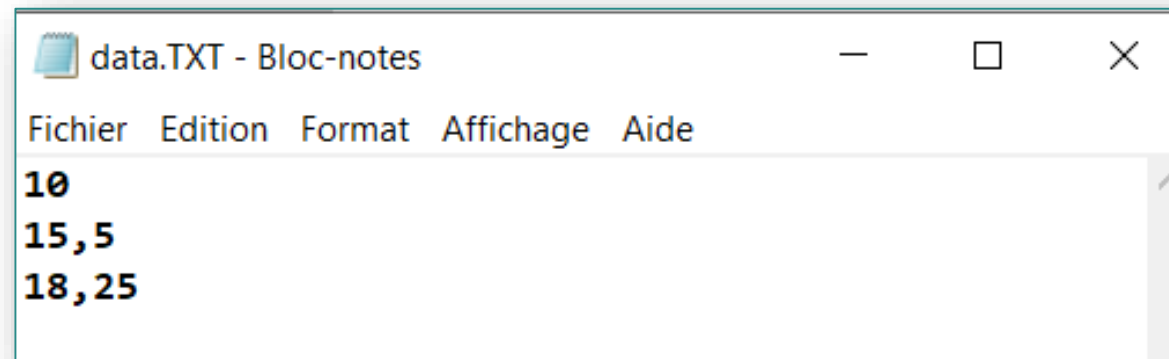 data.TXT - Bloc-notes
Fichier Edition Format Affichage Aide
10
15,5
18,25